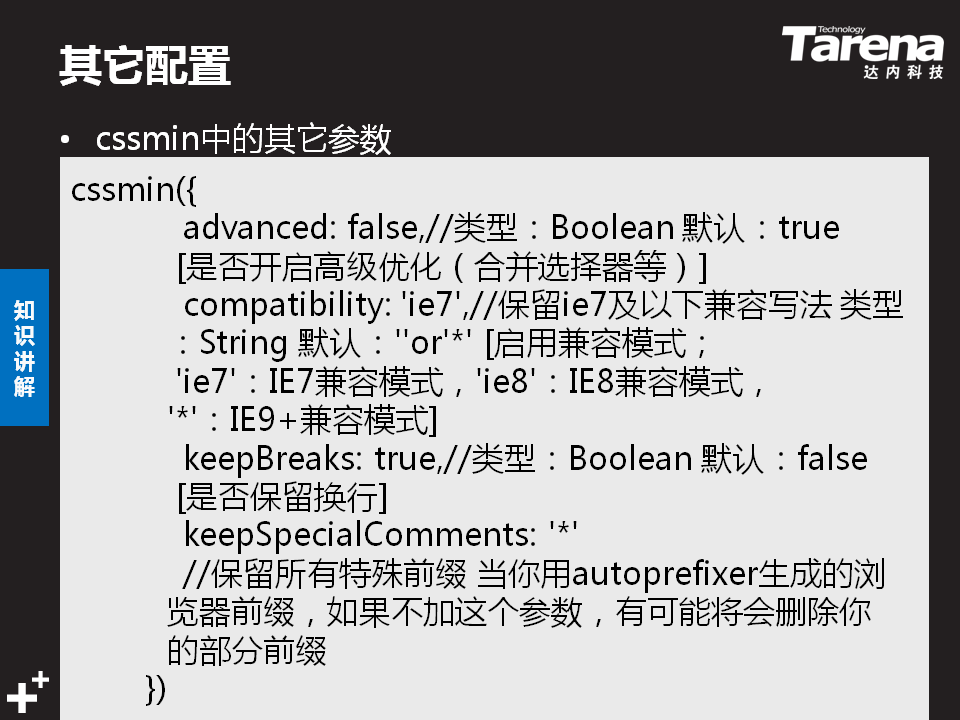 其它配置
Technology
Tarena
达内科技
• cssmin中的其它参数
cssmin({
advanced: false,//类型：Boolean 默认：true
[是否开启高级优化（合并选择器等）]
compatibility: 'ie7',//保留ie7及以下兼容写法 类型
：String 默认：''or'*' [启用兼容模式；
'ie7'：IE7兼容模式，'ie8'：IE8兼容模式，
'*'：IE9+兼容模式]
keepBreaks: true,//类型：Boolean 默认：false
[是否保留换行]
keepSpecialComments: '*'
//保留所有特殊前缀 当你用autoprefixer生成的浏
览器前缀，如果不加这个参数，有可能将会删除你
的部分前缀
})
知
识
讲
解